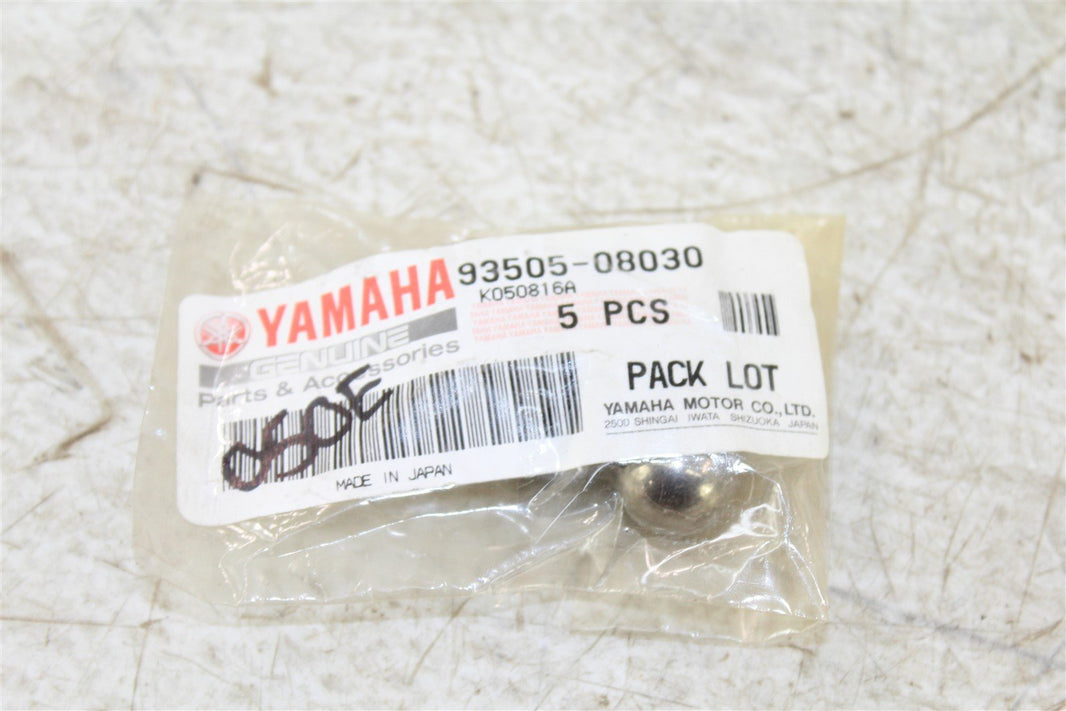 YAMAHA 93505-08030
K050816A
5 PCS
GENUINE
Parts & Accessories
PACK LOT
YAMAHA MOTOR CO.,LTD.
2500 SHINGAI IWATA SHIZUOKA JAPAN
MADE IN JAPAN